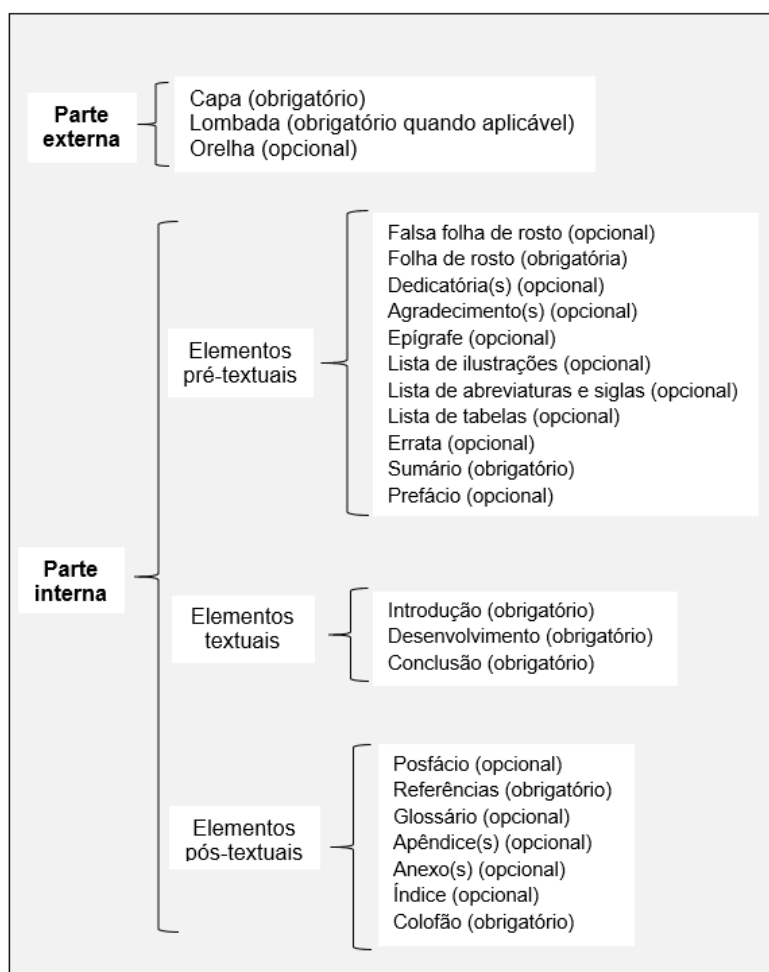 Parte
externa
Capa (obrigatório)
Lombada (obrigatório quando aplicável)
Orelha (opcional)
Parte
interna
Elementos
pré-textuais
Falsa folha de rosto (opcional)
Folha de rosto (obrigatória)
Dedicatória(s) (opcional)
Agradecimento(s) (opcional)
Epígrafe (opcional)
Lista de ilustrações (opcional)
Lista de abreviaturas e siglas (opcional)
Lista de tabelas (opcional)
Errata (opcional)
Sumário (obrigatório)
Prefácio (opcional)
Elementos
textuais
Introdução (obrigatório)
Desenvolvimento (obrigatório)
Conclusão (obrigatório)
Elementos
pós-textuais
Posfácio (opcional)
Referências (obrigatório)
Glossário (opcional)
Apêndice(s) (opcional)
Anexo(s) (opcional)
Índice (opcional)
Colofão (obrigatório)